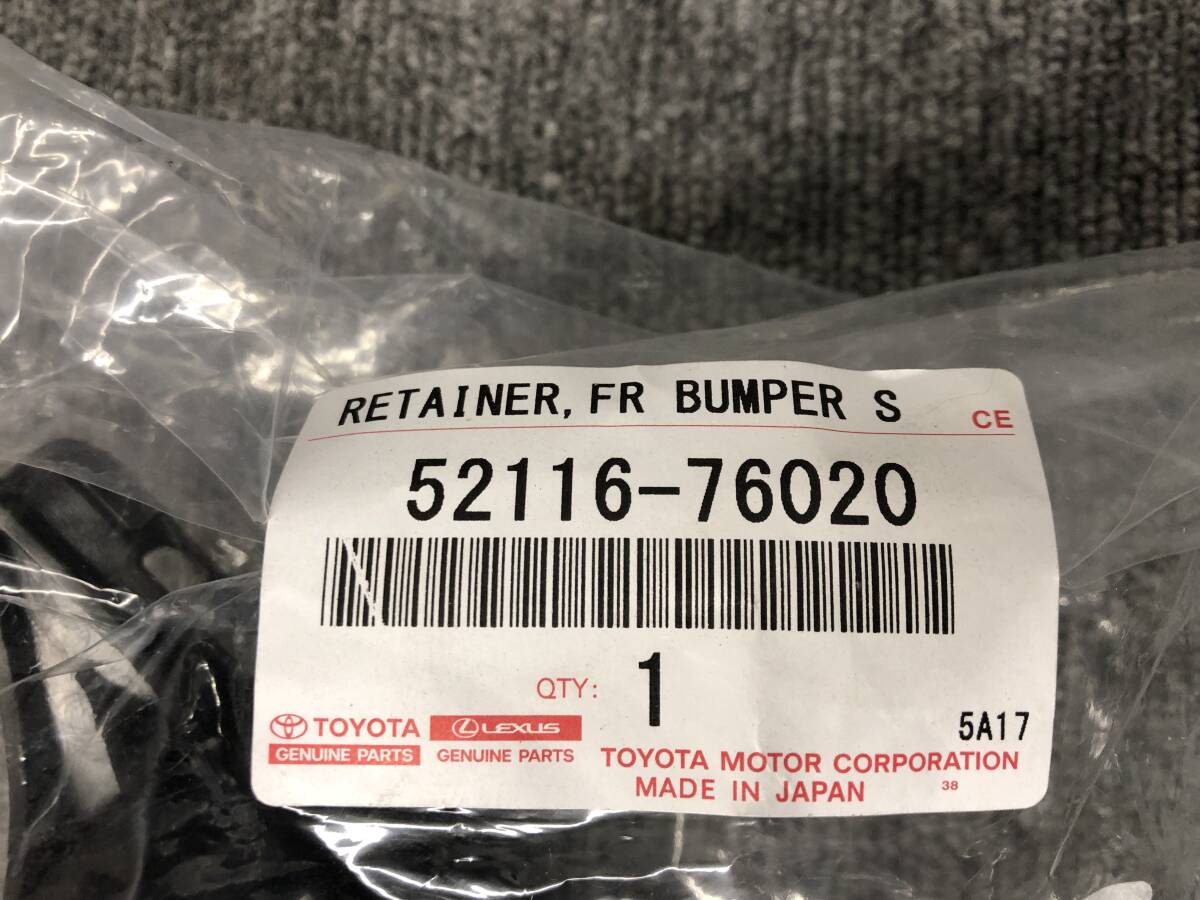 RETAINER, FR BUMPER S
CE
52116-76020
QTY: 1
TOYOTA
GENUINE PARTS
LEXUS
GENUINE PARTS
5A17
TOYOTA MOTOR CORPORATION
MADE IN JAPAN
38